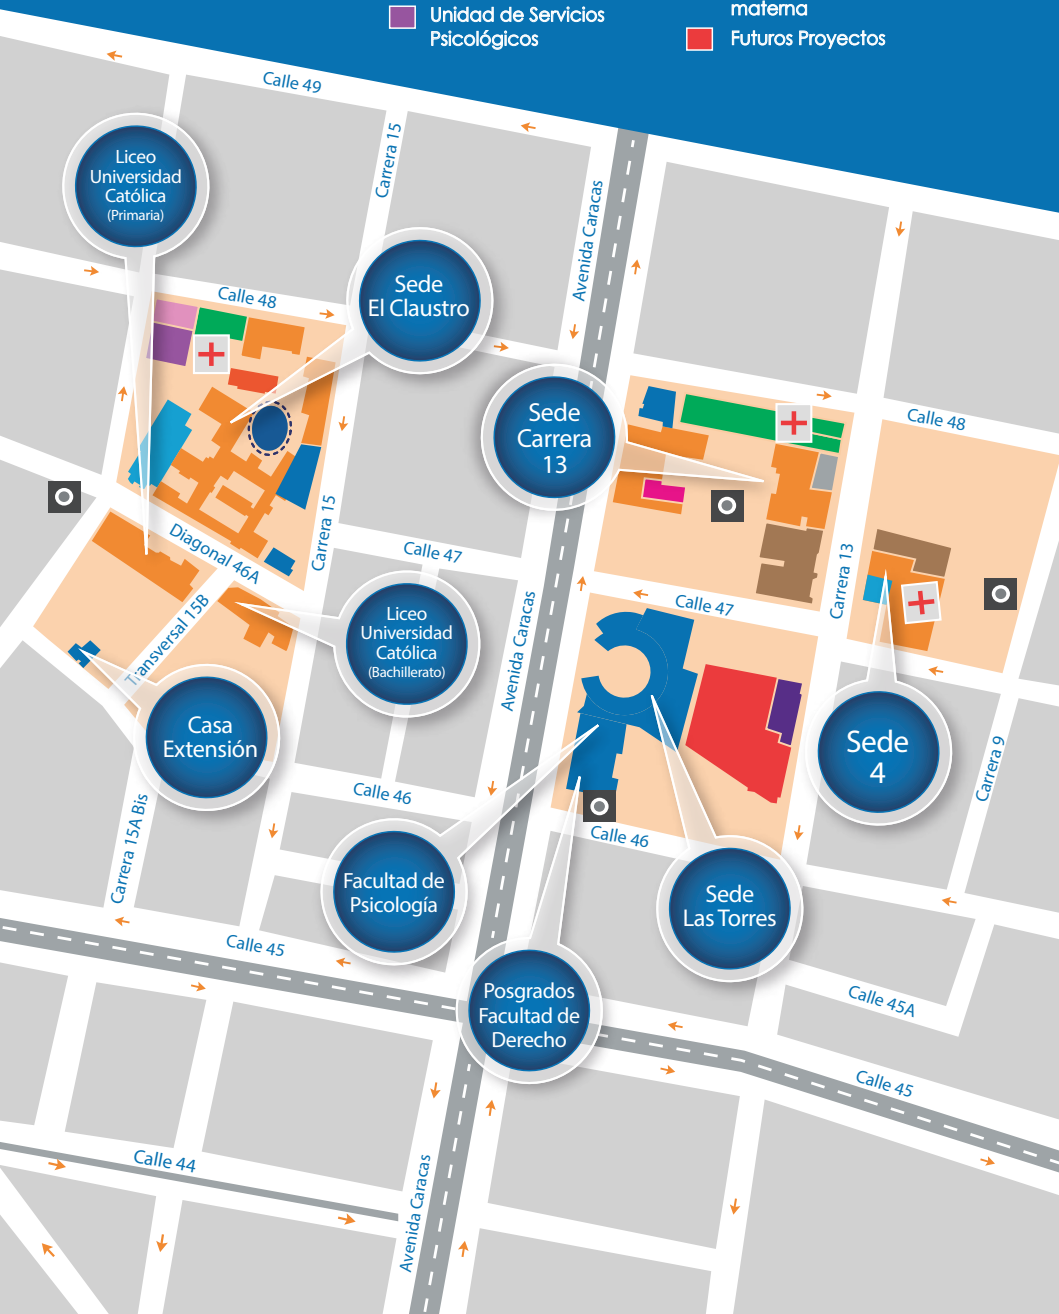 Unidad de Servicios
Psicológicos
materna
Futuros Proyectos
Calle 49
Carrera 15
Avenida Caracas
Liceo
Universidad
Católica
(Primaria)
Calle 48
Sede
El Claustro
Sede
Carrera
13
Calle 48
Diagonal 46A
Carrera 15
Calle 47
Carrera 13
Transversal 15B
Liceo
Universidad
Católica
(Bachillerato)
Avenida Caracas
Calle 47
Casa
Extensión
Sede
4
Carrera 9
Carrera 15A Bis
Calle 46
Calle 46
Facultad de
Psicología
Sede
Las Torres
Calle 45
Posgrados
Facultad de
Derecho
Calle 45A
Calle 45
Calle 44
Avenida Caracas